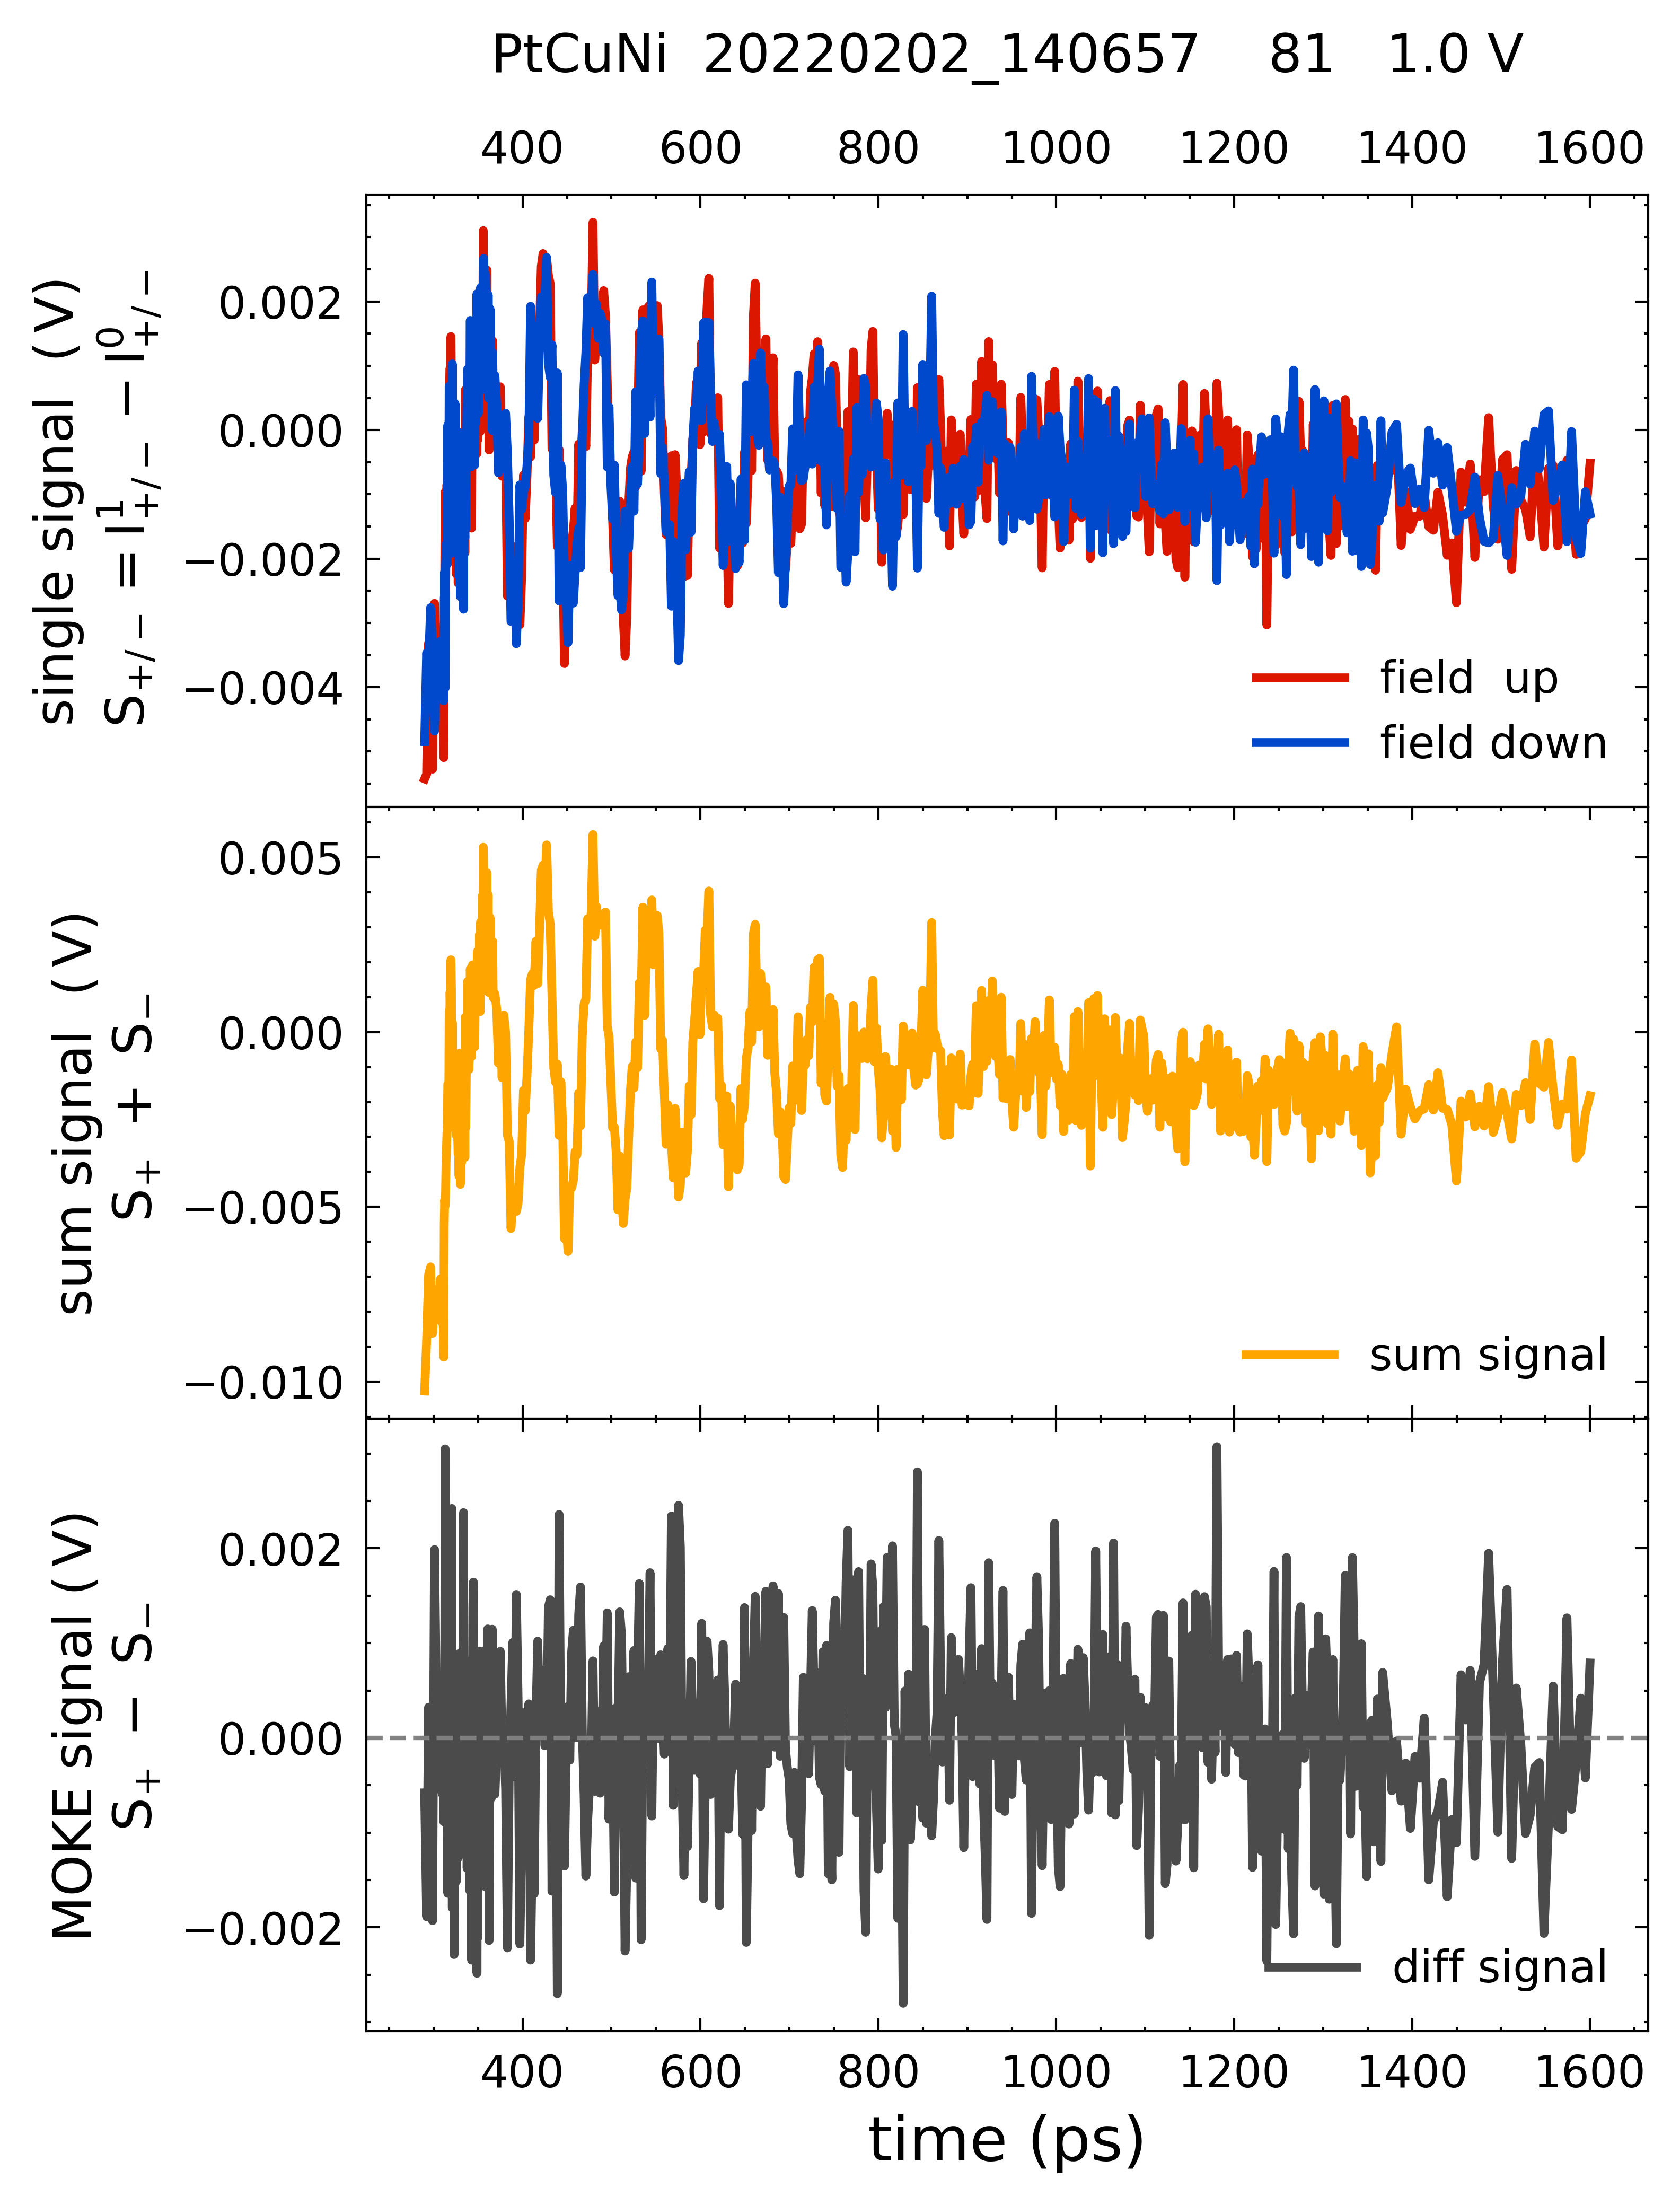 PtCuNi 20220202_140657 81 1.0 V
400 600 800 1000 1200 1400 1600
single signal (V)
S₊/₋ = I¹₊/₋ − I⁰₊/₋
0.002
0.000
−0.002
−0.004
field up
field down
sum signal (V)
S₊ + S₋
0.005
0.000
−0.005
−0.010
sum signal
MOKE signal (V)
S₊ − S₋
0.002
0.000
−0.002
diff signal
400 600 800 1000 1200 1400 1600
time (ps)